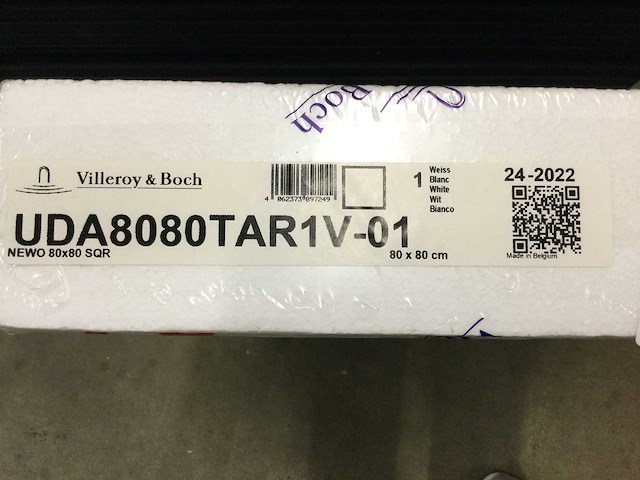 Boch
Villeroy & Boch
4 062373 897249
1
Weiss
Blanc
White
Wit
Bianco
24-2022
UDA8080TAR1V-01
NEWO 80x80 SQR
80 x 80 cm
Made in Belgium